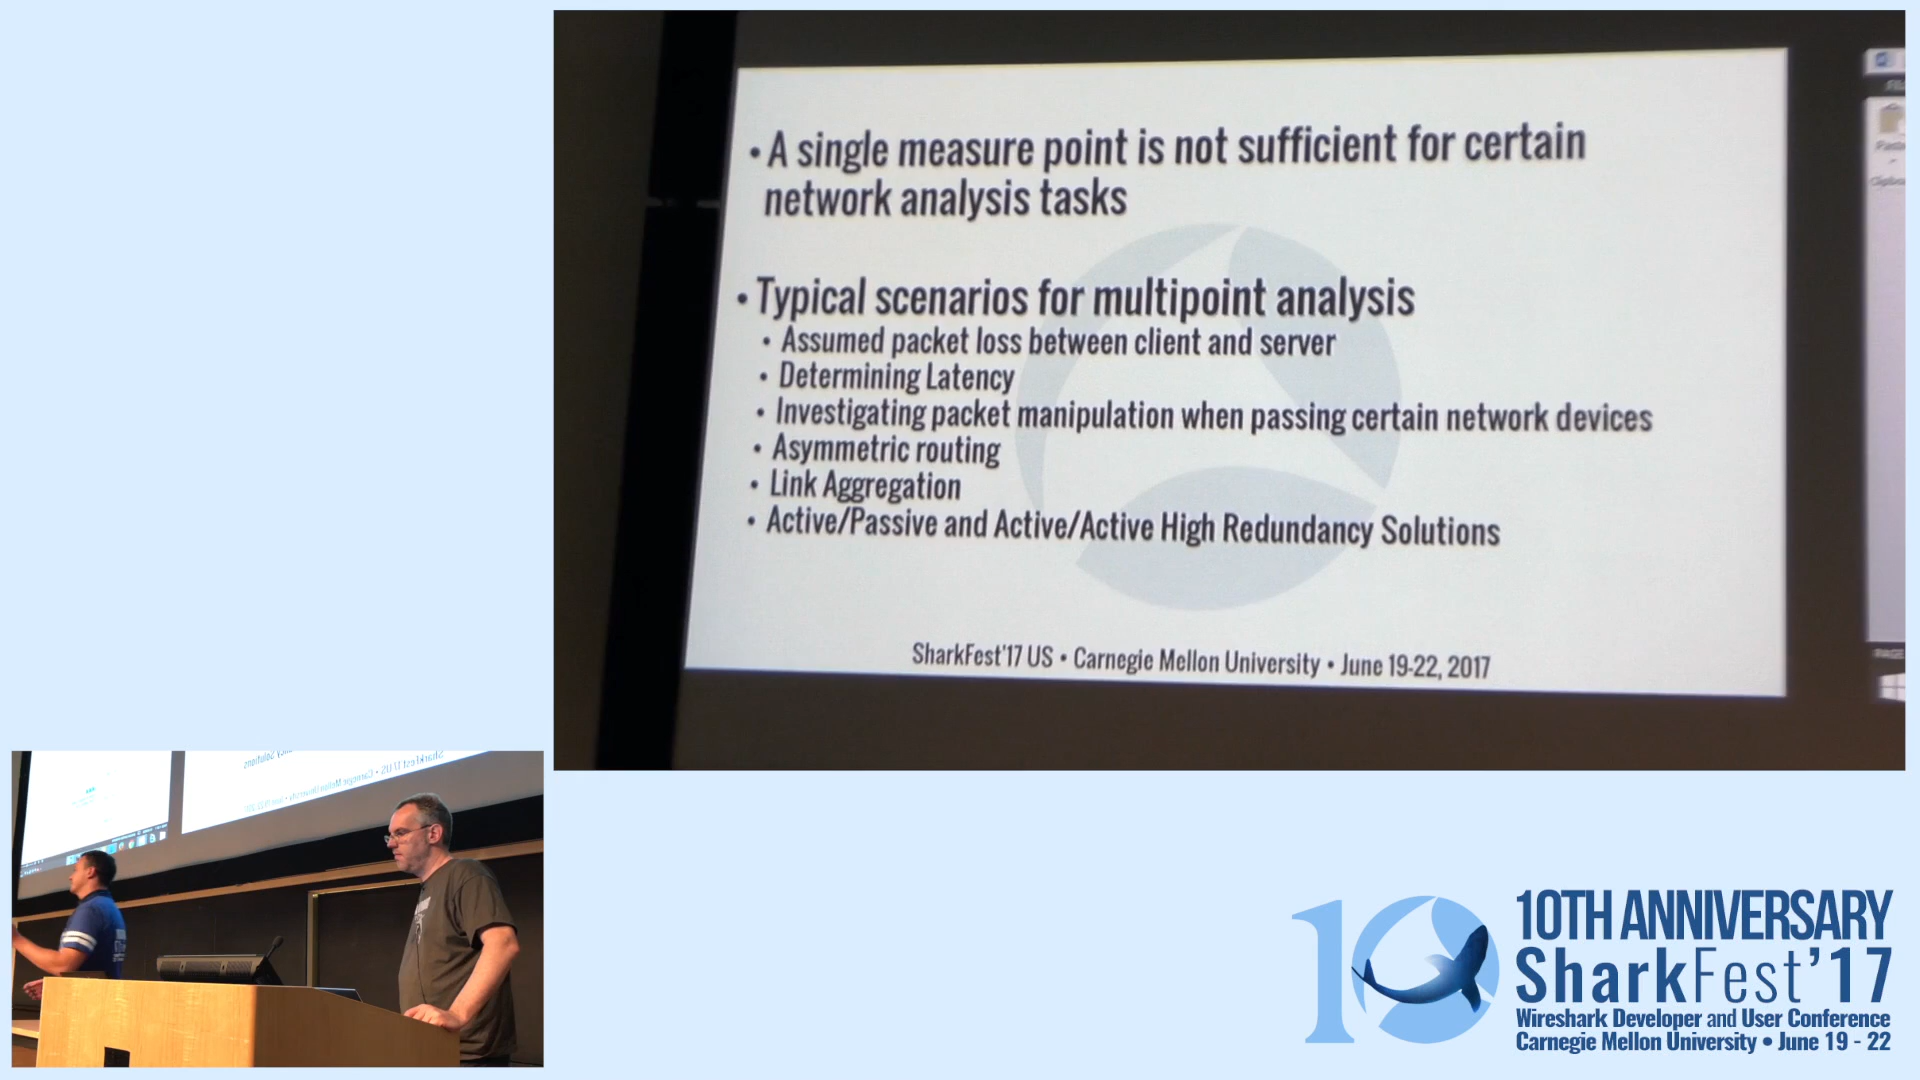 • A single measure point is not sufficient for certain
network analysis tasks
• Typical scenarios for multipoint analysis
• Assumed packet loss between client and server
• Determining Latency
• Investigating packet manipulation when passing certain network devices
• Asymmetric routing
• Link Aggregation
• Active/Passive and Active/Active High Redundancy Solutions
SharkFest'17 US • Carnegie Mellon University • June 19-22, 2017
10
10TH ANNIVERSARY
SharkFest'17
Wireshark Developer and User Conference
Carnegie Mellon University • June 19 - 22